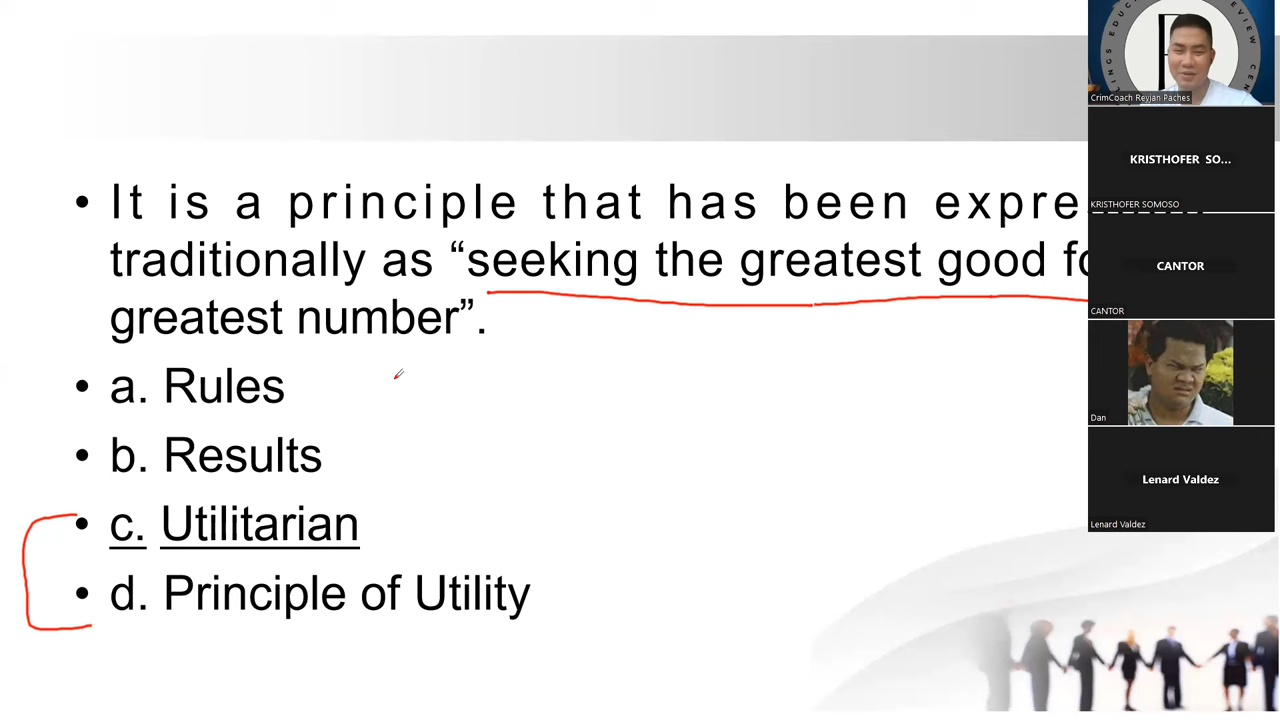 • It is a principle that has been expre
traditionally as “seeking the greatest good fo
greatest number”.
• a. Rules
• b. Results
• c. Utilitarian
• d. Principle of Utility
CrimCoach Reyjan Paches
KRISTHOFER SO...
KRISTHOFER SOMOSO
CANTOR
CANTOR
Dan
Lenard Valdez
Lenard Valdez